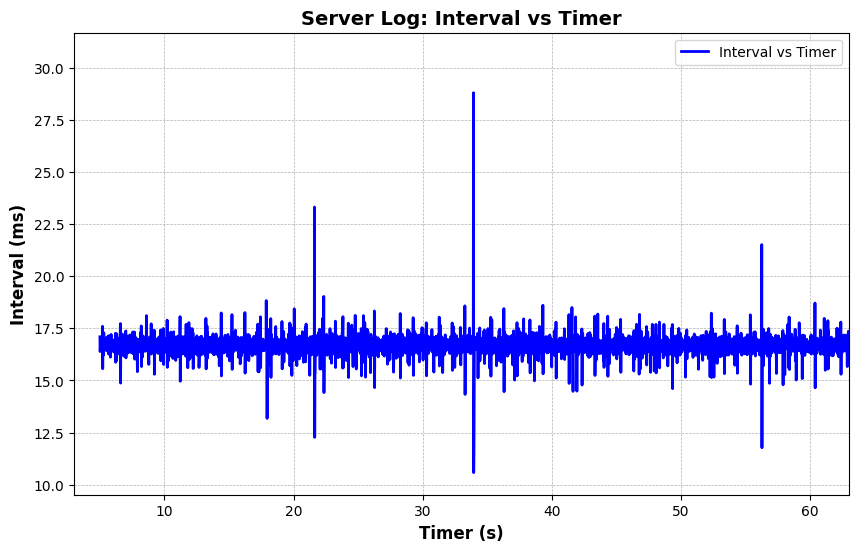 Server Log: Interval vs Timer
Interval vs Timer
30.0
27.5
25.0
22.5
20.0
17.5
15.0
12.5
10.0
Interval (ms)
10 20 30 40 50 60
Timer (s)